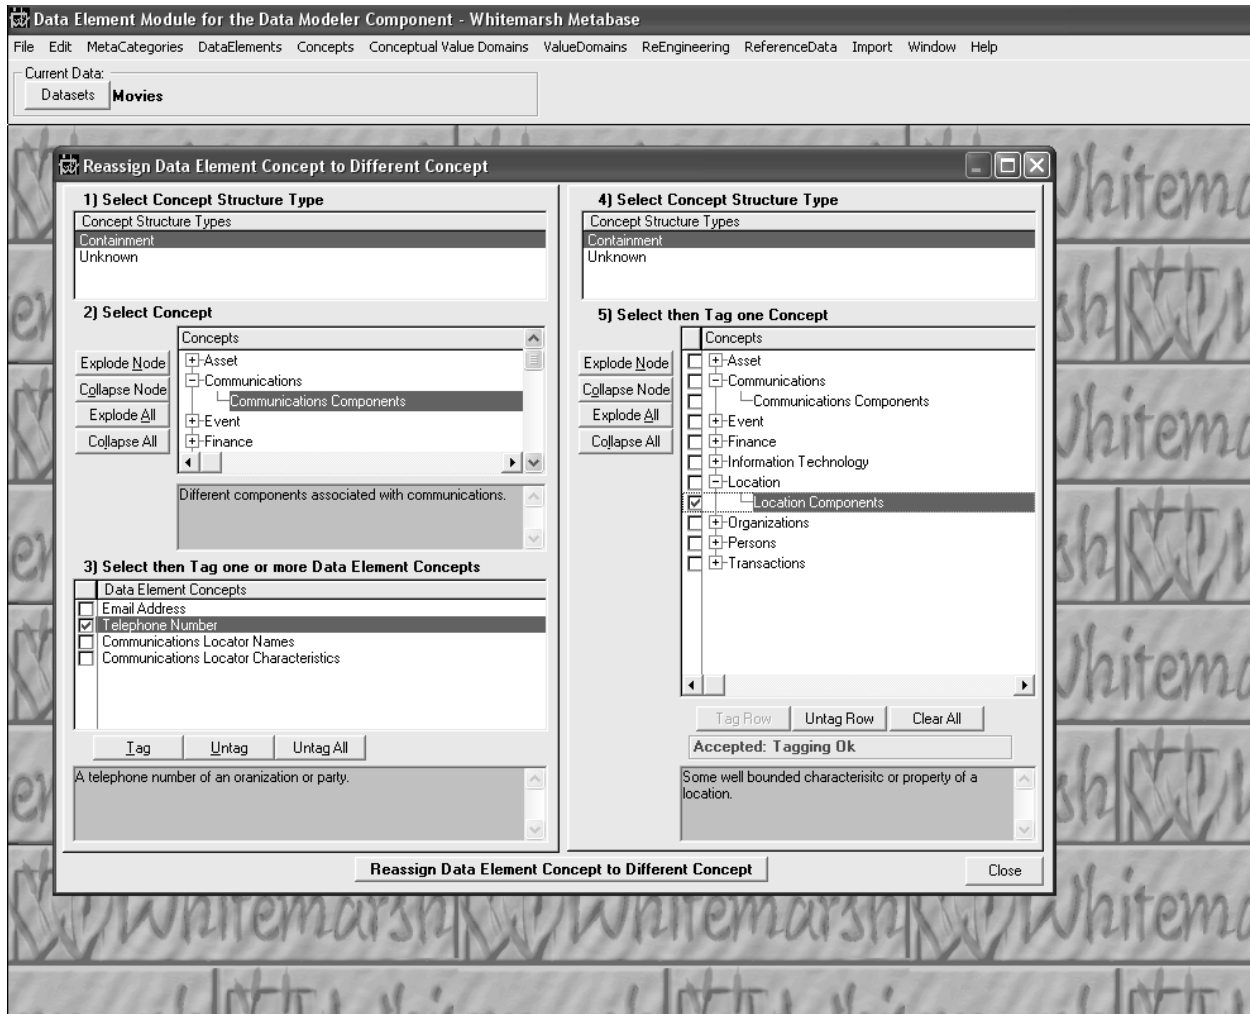 Data Element Module for the Data Modeler Component - Whitemarsh Metabase
File Edit MetaCategories DataElements Concepts Conceptual Value Domains ValueDomains ReEngineering ReferenceData Import Window Help
Current Data:
Datasets Movies
Reassign Data Element Concept to Different Concept
1) Select Concept Structure Type
Concept Structure Types
Containment
Unknown
2) Select Concept
Concepts
Explode Node
Collapse Node
Explode All
Collapse All
Asset
Communications
Communications Components
Event
Finance
Different components associated with communications.
3) Select then Tag one or more Data Element Concepts
Data Element Concepts
Email Address
Telephone Number
Communications Locator Names
Communications Locator Characteristics
Tag Untag Untag All
A telephone number of an oranization or party.
4) Select Concept Structure Type
Concept Structure Types
Containment
Unknown
5) Select then Tag one Concept
Concepts
Explode Node
Collapse Node
Explode All
Collapse All
Asset
Communications
Communications Components
Event
Finance
Information Technology
Location
Location Components
Organizations
Persons
Transactions
Tag Row Untag Row Clear All
Accepted: Tagging Ok
Some well bounded characterisitc or property of a
location.
Reassign Data Element Concept to Different Concept
Close
Whitemarsh